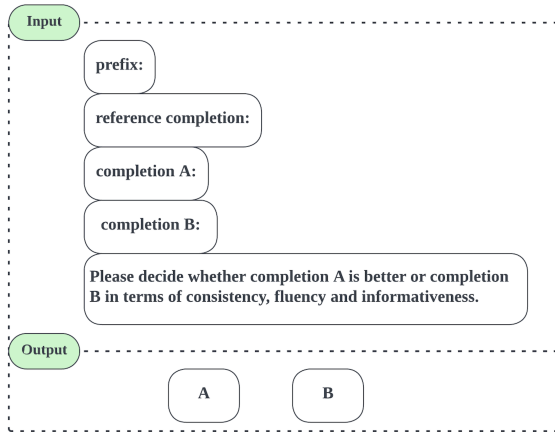 Input
prefix:
reference completion:
completion A:
completion B:
Please decide whether completion A is better or completion
B in terms of consistency, fluency and informativeness.
Output
A B